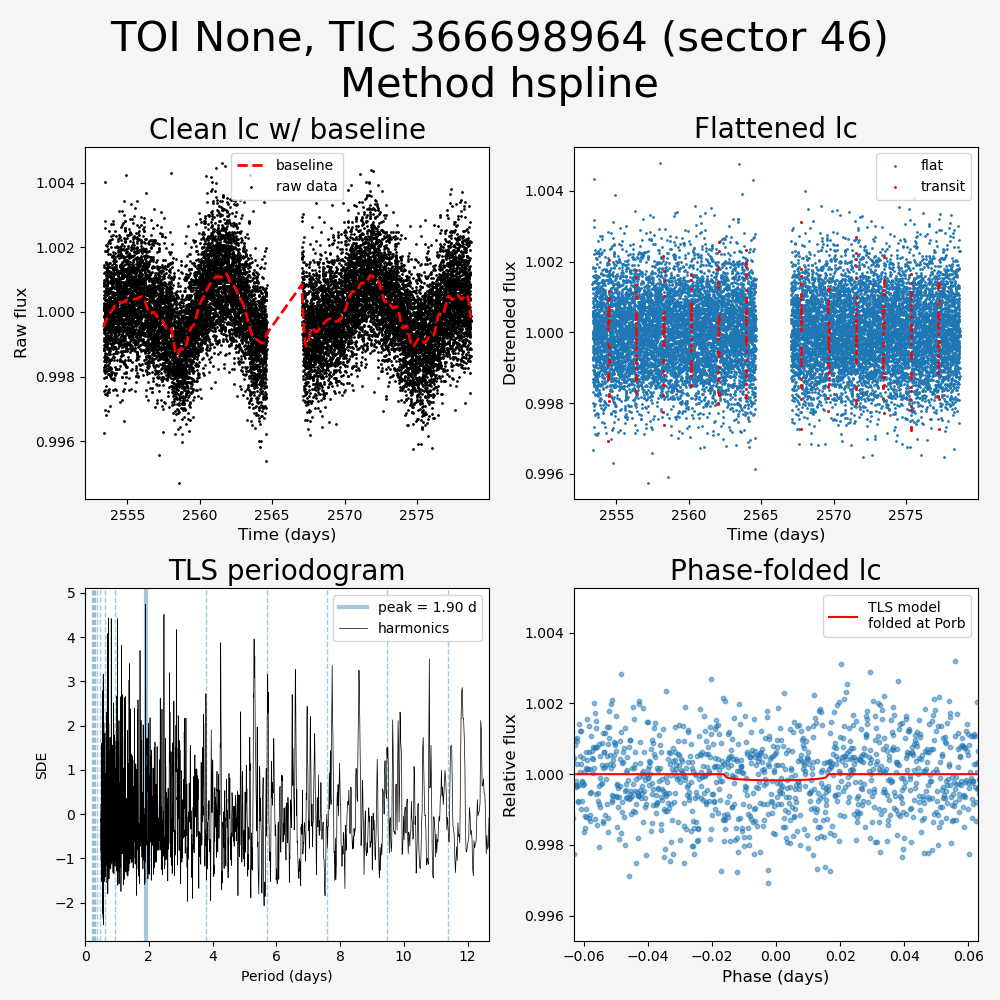 TOI None, TIC 366698964 (sector 46)
Method hspline
Clean lc w/ baseline
Flattened lc
baseline
raw data
flat
transit
1.004
1.002
1.000
0.998
0.996
Raw flux
2555
2560
2565
2570
2575
Time (days)
1.004
1.002
1.000
0.998
0.996
Detrended flux
2555
2560
2565
2570
2575
Time (days)
TLS periodogram
Phase-folded lc
peak = 1.90 d
harmonics
TLS model
folded at Porb
5
4
3
2
1
0
−1
−2
SDE
0
2
4
6
8
10
12
Period (days)
1.004
1.002
1.000
0.998
0.996
Relative flux
−0.06
−0.04
−0.02
0.00
0.02
0.04
0.06
Phase (days)